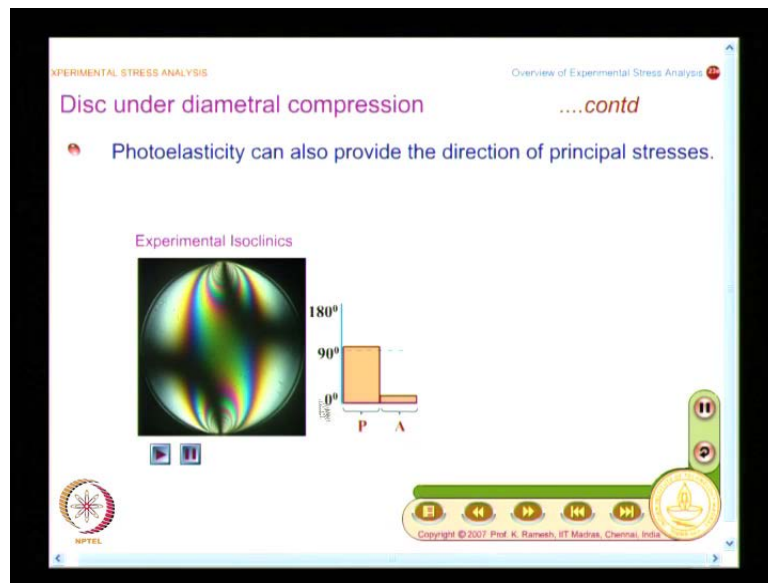 XPERIMENTAL STRESS ANALYSIS
Overview of Experimental Stress Analysis
Disc under diametral compression ....contd
Photoelasticity can also provide the direction of principal stresses.
Experimental Isoclinics
180⁰
90⁰
0⁰
P A
NPTEL
Copyright © 2007 Prof. K. Ramesh, IIT Madras, Chennai, India